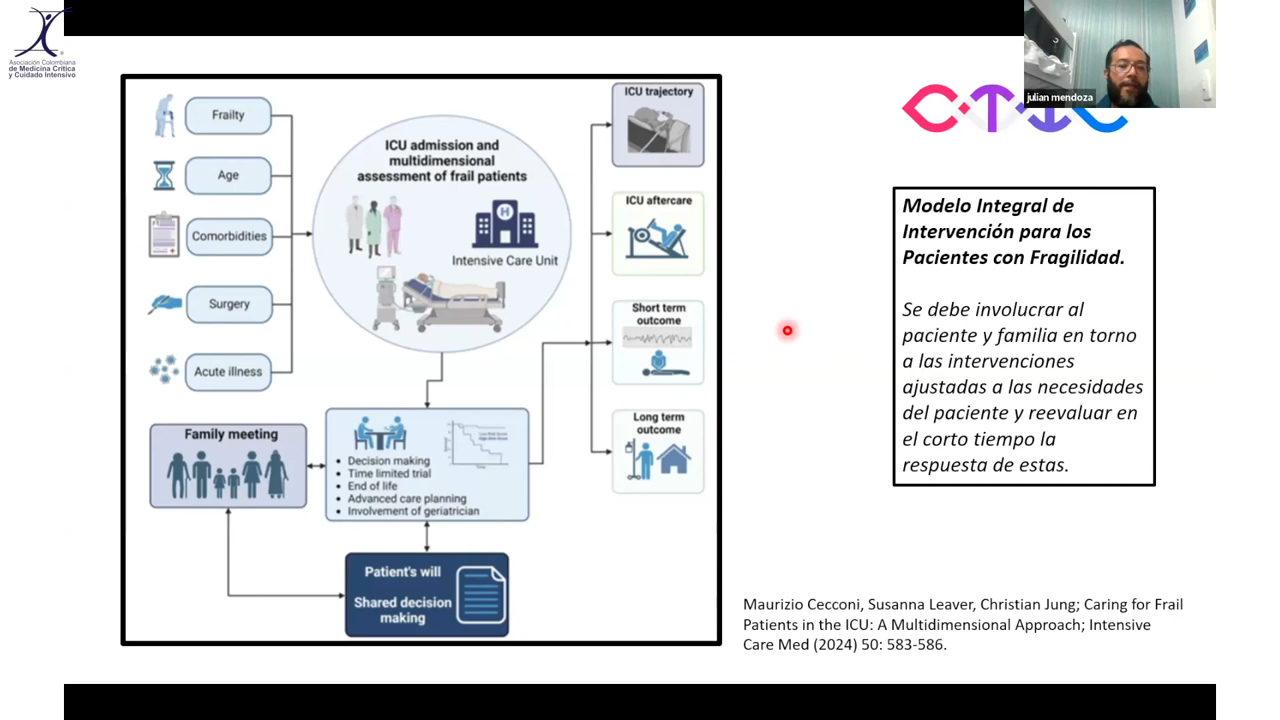 Asociación Colombiana
de Medicina Crítica
y Cuidado Intensivo
julian mendoza
CTIC
Frailty
Age
Comorbidities
Surgery
Acute illness
ICU admission and
multidimensional
assessment of frail patients
H
Intensive Care Unit
ICU trajectory
ICU aftercare
Short term
outcome
Long term
outcome
Family meeting
• Decision making
• Time limited trial
• End of life
• Advanced care planning
• Involvement of geriatrician
Patient's will
Shared decision
making
Modelo Integral de
Intervención para los
Pacientes con Fragilidad.
Se debe involucrar al
paciente y familia en torno
a las intervenciones
ajustadas a las necesidades
del paciente y reevaluar en
el corto tiempo la
respuesta de estas.
Maurizio Cecconi, Susanna Leaver, Christian Jung; Caring for Frail
Patients in the ICU: A Multidimensional Approach; Intensive
Care Med (2024) 50: 583-586.